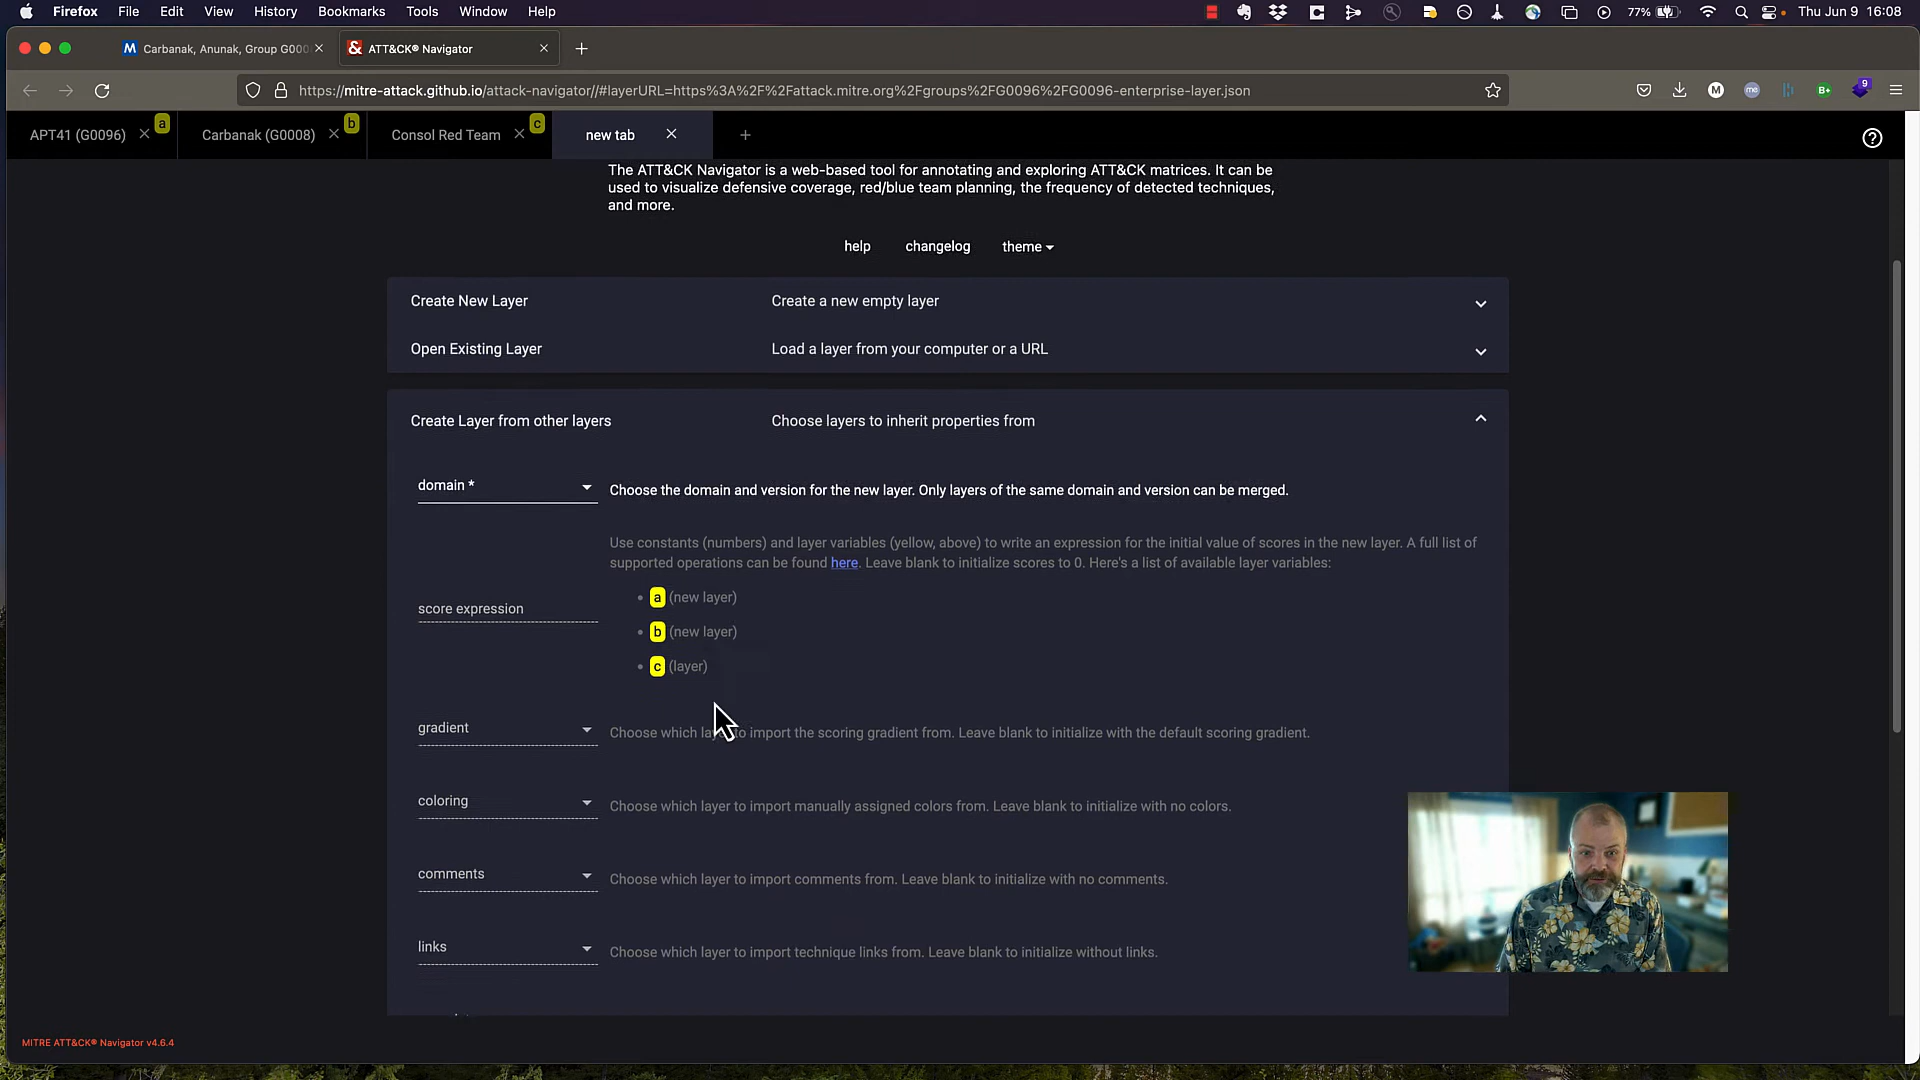 Firefox File Edit View History Bookmarks Tools Window Help 77% Thu Jun 9 16:08
Carbanak, Anunak, Group G000 ATT&CK® Navigator
https://mitre-attack.github.io/attack-navigator//#layerURL=https%3A%2F%2Fattack.mitre.org%2Fgroups%2FG0096%2FG0096-enterprise-layer.json
APT41 (G0096) a Carbanak (G0008) b Consol Red Team c new tab
The ATT&CK Navigator is a web-based tool for annotating and exploring ATT&CK matrices. It can be
used to visualize defensive coverage, red/blue team planning, the frequency of detected techniques,
and more.
help changelog theme
Create New Layer Create a new empty layer
Open Existing Layer Load a layer from your computer or a URL
Create Layer from other layers Choose layers to inherit properties from
domain * Choose the domain and version for the new layer. Only layers of the same domain and version can be merged.
Use constants (numbers) and layer variables (yellow, above) to write an expression for the initial value of scores in the new layer. A full list of
supported operations can be found here. Leave blank to initialize scores to 0. Here's a list of available layer variables:
a (new layer)
score expression
b (new layer)
c (layer)
gradient Choose which layer to import the scoring gradient from. Leave blank to initialize with the default scoring gradient.
coloring Choose which layer to import manually assigned colors from. Leave blank to initialize with no colors.
comments Choose which layer to import comments from. Leave blank to initialize with no comments.
links Choose which layer to import technique links from. Leave blank to initialize without links.
MITRE ATT&CK® Navigator v4.6.4